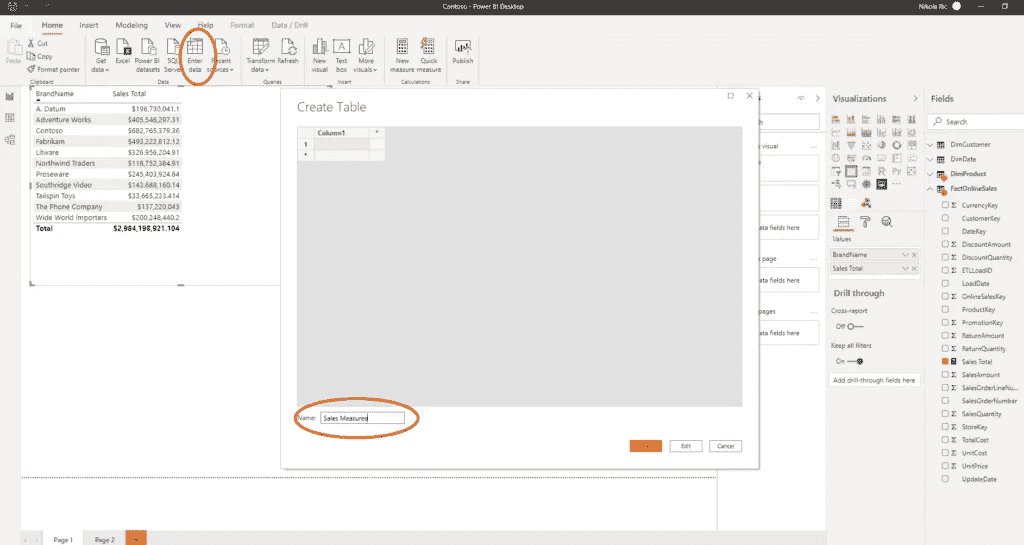 Contoso - Power BI Desktop
Nikola Ilic
File
Home
Insert
Modeling
View
Help
Format
Data / Drill
Paste
Cut
Copy
Format painter
Clipboard
Get data
Excel
Power BI datasets
SQL Server
Enter data
Recent sources
Data
Transform data
Refresh
Queries
New visual
Text box
More visuals
Insert
New measure
Quick measure
Calculations
Publish
Share
BrandName Sales Total
A. Datum $196,730,041.1
Adventure Works $405,546,297.31
Contoso $682,765,379.36
Fabrikam $493,222,812.12
Litware $326,956,204.91
Northwind Traders $118,752,384.91
Proseware $245,403,924.64
Southridge Video $143,688,160.14
Tailspin Toys $33,665,233.414
The Phone Company $137,220,043
Wide World Importers $200,248,440.2
Total $2,984,198,921.104
Create Table
Column1 *
1
*
Name: Sales Measures
Edit
Cancel
visual
ata fields here
page
ata fields here
pages
ata fields here
Visualizations
Values
BrandName
Sales Total
Drill through
Cross-report
Off
Keep all filters
On
Add drill-through fields here
Fields
Search
DimCustomer
DimDate
DimProduct
FactOnlineSales
CurrencyKey
CustomerKey
DateKey
DiscountAmount
DiscountQuantity
ETLLoadID
LoadDate
OnlineSalesKey
ProductKey
PromotionKey
ReturnAmount
ReturnQuantity
Sales Total
SalesAmount
SalesOrderLineNu...
SalesOrderNumber
SalesQuantity
StoreKey
TotalCost
UnitCost
UnitPrice
UpdateDate
Page 1
Page 2